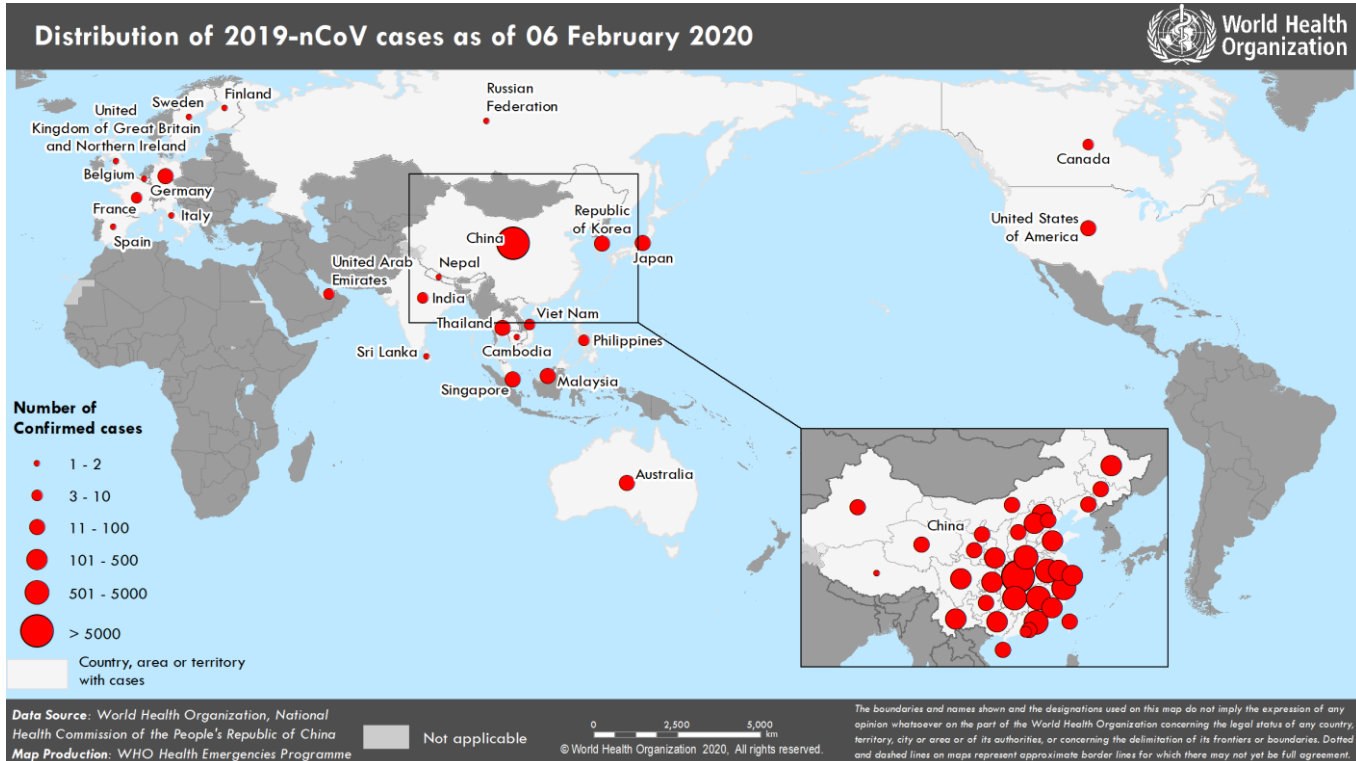 Distribution of 2019-nCoV cases as of 06 February 2020
World Health
Organization
Finland
Sweden
Russian
Federation
United
Kingdom of Great Britain
and Northern Ireland
Belgium
Germany
France
Italy
Spain
Canada
United States
of America
Republic
of Korea
China
Japan
Nepal
United Arab
Emirates
India
Thailand
Viet Nam
Sri Lanka
Cambodia
Philippines
Singapore
Malaysia
Australia
China
Number of
Confirmed cases
1 - 2
3 - 10
11 - 100
101 - 500
501 - 5000
> 5000
Country, area or territory
with cases
Data Source: World Health Organization, National
Health Commission of the People's Republic of China
Map Production: WHO Health Emergencies Programme
Not applicable
0 2,500 5,000
km
© World Health Organization 2020, All rights reserved.
The boundaries and names shown and the designations used on this map do not imply the expression of any
opinion whatsoever on the part of the World Health Organization concerning the legal status of any country,
territory, city or area or of its authorities, or concerning the delimitation of its frontiers or boundaries. Dotted
and dashed lines on maps represent approximate border lines for which there may not yet be full agreement.